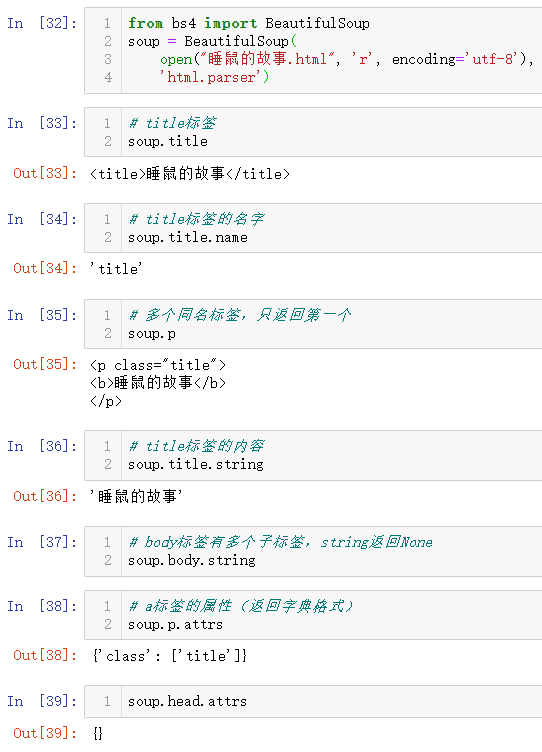 In [32]:
1 from bs4 import BeautifulSoup
2 soup = BeautifulSoup(
3     open("睡鼠的故事.html", 'r', encoding='utf-8'),
4     'html.parser')
In [33]:
1 # title标签
2 soup.title
Out[33]: <title>睡鼠的故事</title>
In [34]:
1 # title标签的名字
2 soup.title.name
Out[34]: 'title'
In [35]:
1 # 多个同名标签，只返回第一个
2 soup.p
Out[35]: <p class="title">
<b>睡鼠的故事</b>
</p>
In [36]:
1 # title标签的内容
2 soup.title.string
Out[36]: '睡鼠的故事'
In [37]:
1 # body标签有多个子标签，string返回None
2 soup.body.string
In [38]:
1 # a标签的属性（返回字典格式）
2 soup.p.attrs
Out[38]: {'class': ['title']}
In [39]:
1 soup.head.attrs
Out[39]: {}